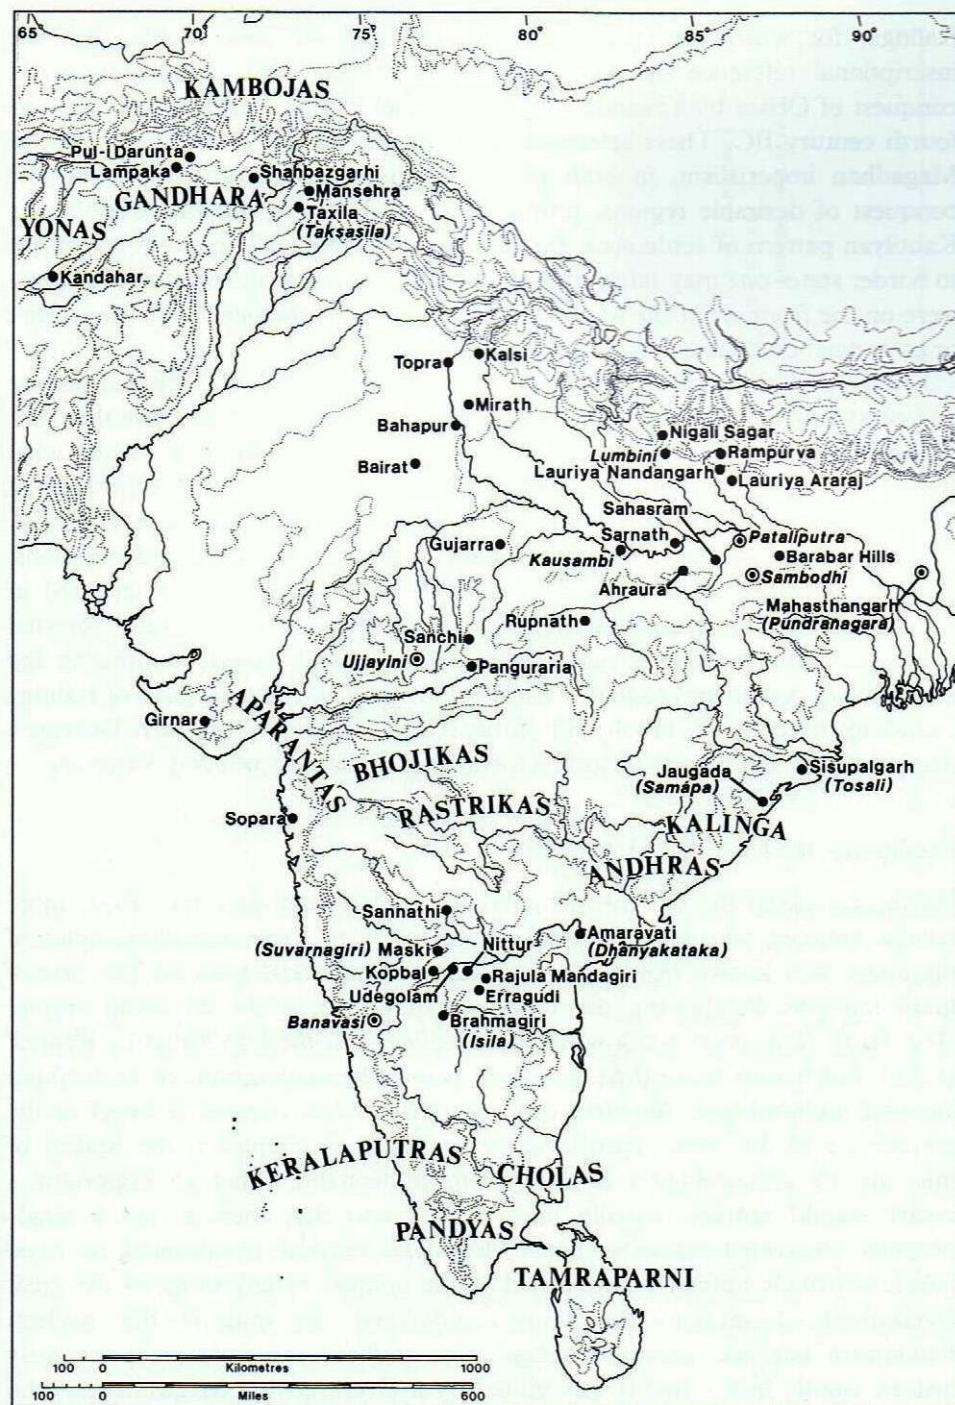 65
70°
75°
80
85°
90°
KAMBOJAS
Pul-i-Darunta
Lampaka
Shahbazgarhi
GANDHARA
Mansehra
Taxila
(Taksasila)
YONAS
Kandahar
Topra
Kalsi
Mirath
Bahapur
Bairat
Nigali Sagar
Lumbini
Rampurva
Lauriya Nandangarh
Lauriya Araraj
Sahasram
Gujarra
Sarnath
Pataliputra
Kausambi
Barabar Hills
Sambodhi
Ahraura
Mahasthangarh
(Pundranagara)
Rupnath
Sanchi
Ujjayini
Panguraria
Girnar
APARANTAS
BHOJIKAS
Sisupalgarh
(Tosali)
Jaugada
(Samapa)
RASTRIKAS
Sopara
KALINGA
ANDHRAS
Sannathi
Amaravati
(Dhanyakataka)
(Suvarnagiri) Maski
Nittur
Kopbal
Rajula Mandagiri
Udegolam
Erragudi
Banavasi
Brahmagiri
(Isila)
KERALAPUTRAS
CHOLAS
PANDYAS
TAMRAPARNI
100 0 Kilometres 1000
100 0 Miles 600